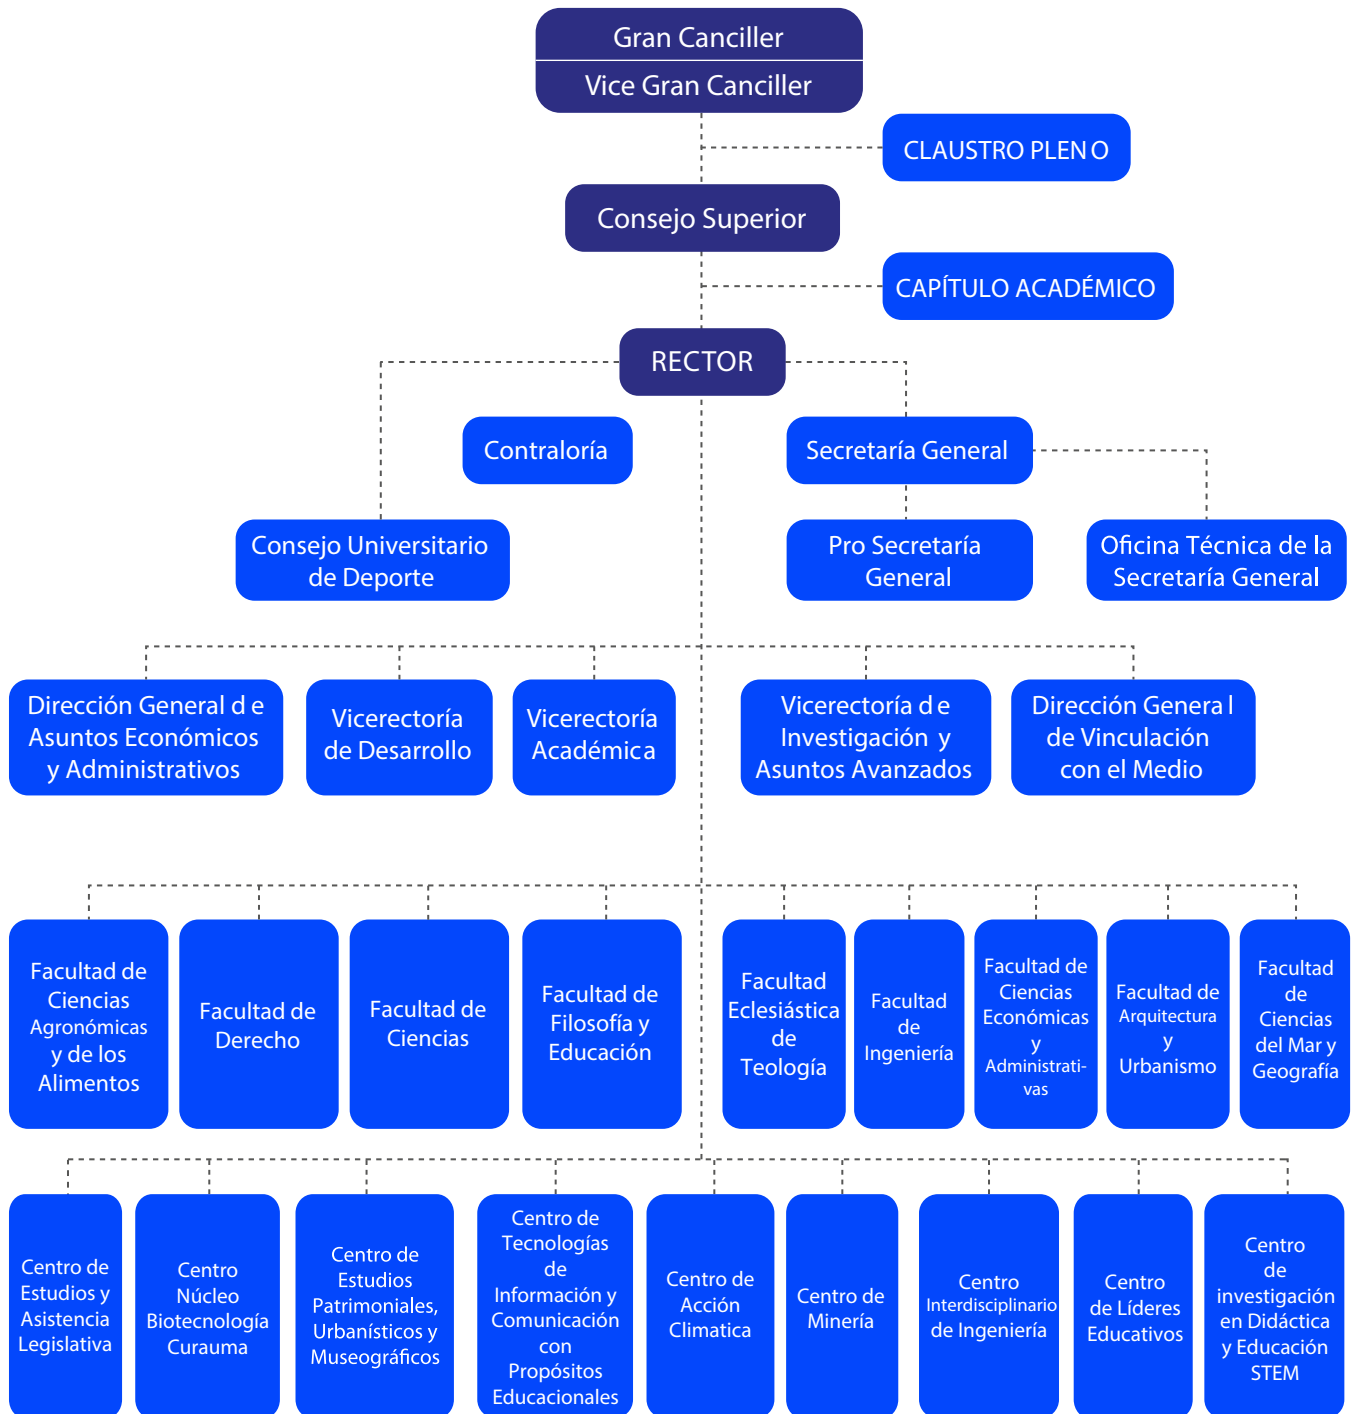 Gran Canciller
Vice Gran Canciller
CLAUSTRO PLENO
Consejo Superior
CAPÍTULO ACADÉMICO
RECTOR
Contraloría
Secretaría General
Consejo Universitario
de Deporte
Pro Secretaría
General
Oficina Técnica de la
Secretaría General
Dirección General de
Asuntos Económicos
y Administrativos
Vicerectoría
de Desarrollo
Vicerectoría
Académica
Vicerectoría de
Investigación y
Asuntos Avanzados
Dirección General
de Vinculación
con el Medio
Facultad de
Ciencias
Agronómicas
y de los
Alimentos
Facultad de
Derecho
Facultad de
Ciencias
Facultad de
Filosofía y
Educación
Facultad
Eclesiástica
de
Teología
Facultad
de
Ingeniería
Facultad de
Ciencias
Económicas
y
Administrati-
vas
Facultad de
Arquitectura
y
Urbanismo
Facultad
de
Ciencias
del Mar y
Geografía
Centro de
Estudios y
Asistencia
Legislativa
Centro
Núcleo
Biotecnología
Curauma
Centro de
Estudios
Patrimoniales,
Urbanísticos y
Museográficos
Centro de
Tecnologías
de
Información y
Comunicación
con
Propósitos
Educacionales
Centro de
Acción
Climatica
Centro de
Minería
Centro
Interdisciplinario
de Ingeniería
Centro
de Líderes
Educativos
Centro
de
investigación
en Didáctica
y Educación
STEM